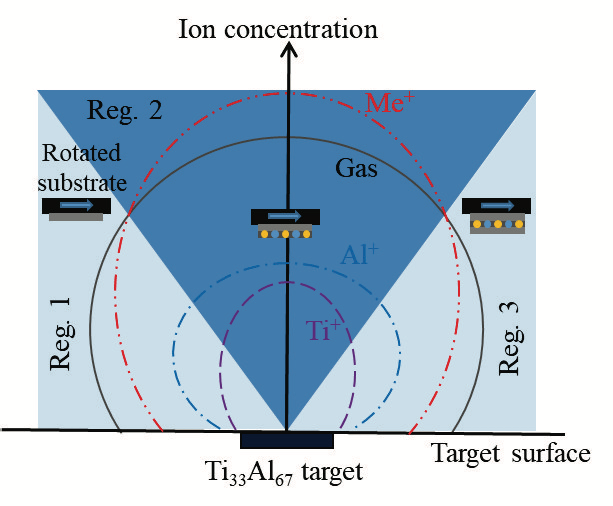 Ion concentration
Me⁺
Reg. 2
Rotated
substrate
Gas
Al⁺
Ti⁺
Reg. 1
Reg. 3
Target surface
Ti₃₃Al₆₇ target